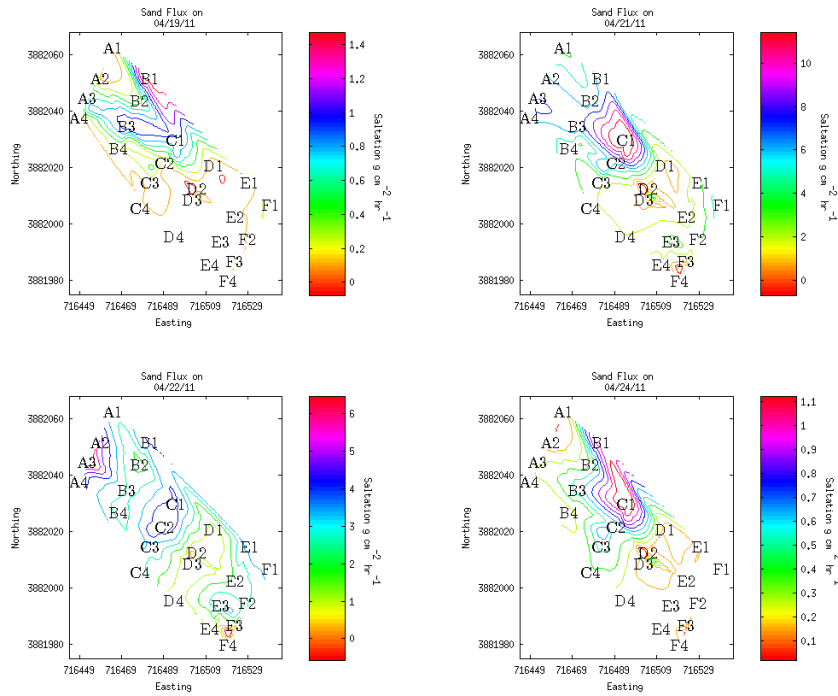 Sand Flux on
04/19/11
3882060
3882040
3882020
3882000
3881980
Northing
716449 716469 716489 716509 716529
Easting
A1
A2
A3
A4
B1
B2
B3
B4
C1
C2
C3
C4
D1
D2
D3
D4
E1
E2
E3
E4
F1
F2
F3
F4
1.4
1.2
1
0.8
0.6
0.4
0.2
0
Saltation g cm-2 hr-1
Sand Flux on
04/21/11
3882060
3882040
3882020
3882000
3881980
Northing
716449 716469 716489 716509 716529
Easting
A1
A2
A3
A4
B1
B2
B3
B4
C1
C2
C3
C4
D1
D2
D3
D4
E1
E2
E3
E4
F1
F2
F3
F4
10
8
6
4
2
0
Saltation g cm-2 hr-1
Sand Flux on
04/22/11
3882060
3882040
3882020
3882000
3881980
Northing
716449 716469 716489 716509 716529
Easting
A1
A2
A3
A4
B1
B2
B3
B4
C1
C2
C3
C4
D1
D2
D3
D4
E1
E2
E3
E4
F1
F2
F3
F4
6
5
4
3
2
1
0
Saltation g cm-2 hr-1
Sand Flux on
04/24/11
3882060
3882040
3882020
3882000
3881980
Northing
716449 716469 716489 716509 716529
Easting
A1
A2
A3
A4
B1
B2
B3
B4
C1
C2
C3
C4
D1
D2
D3
D4
E1
E2
E3
E4
F1
F2
F3
F4
1.1
1
0.9
0.8
0.7
0.6
0.5
0.4
0.3
0.2
0.1
Saltation g cm hr